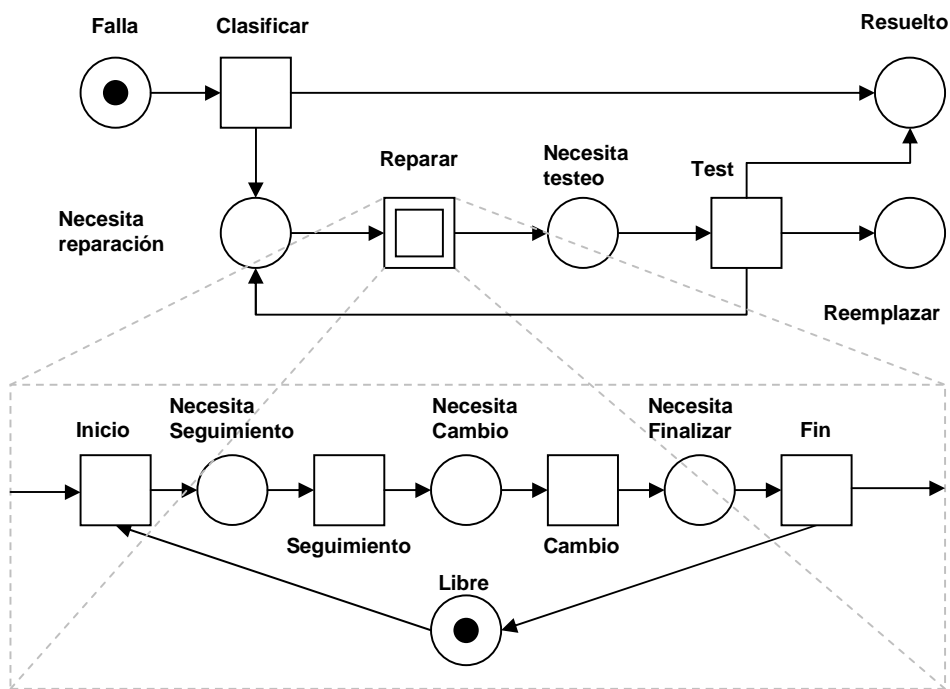 Falla
Clasificar
Resuelto
Reparar
Necesita
testeo
Test
Necesita
reparación
Reemplazar
Inicio
Necesita
Seguimiento
Necesita
Cambio
Necesita
Finalizar
Fin
Seguimiento
Cambio
Libre